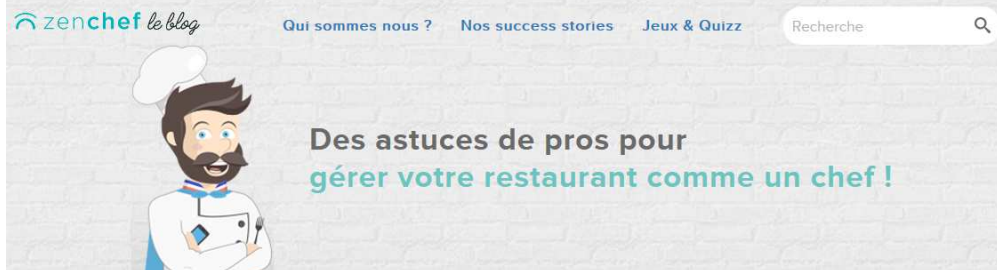 zenchef le blog
Qui sommes nous ? Nos success stories Jeux & Quizz Recherche
Des astuces de pros pour
gérer votre restaurant comme un chef !